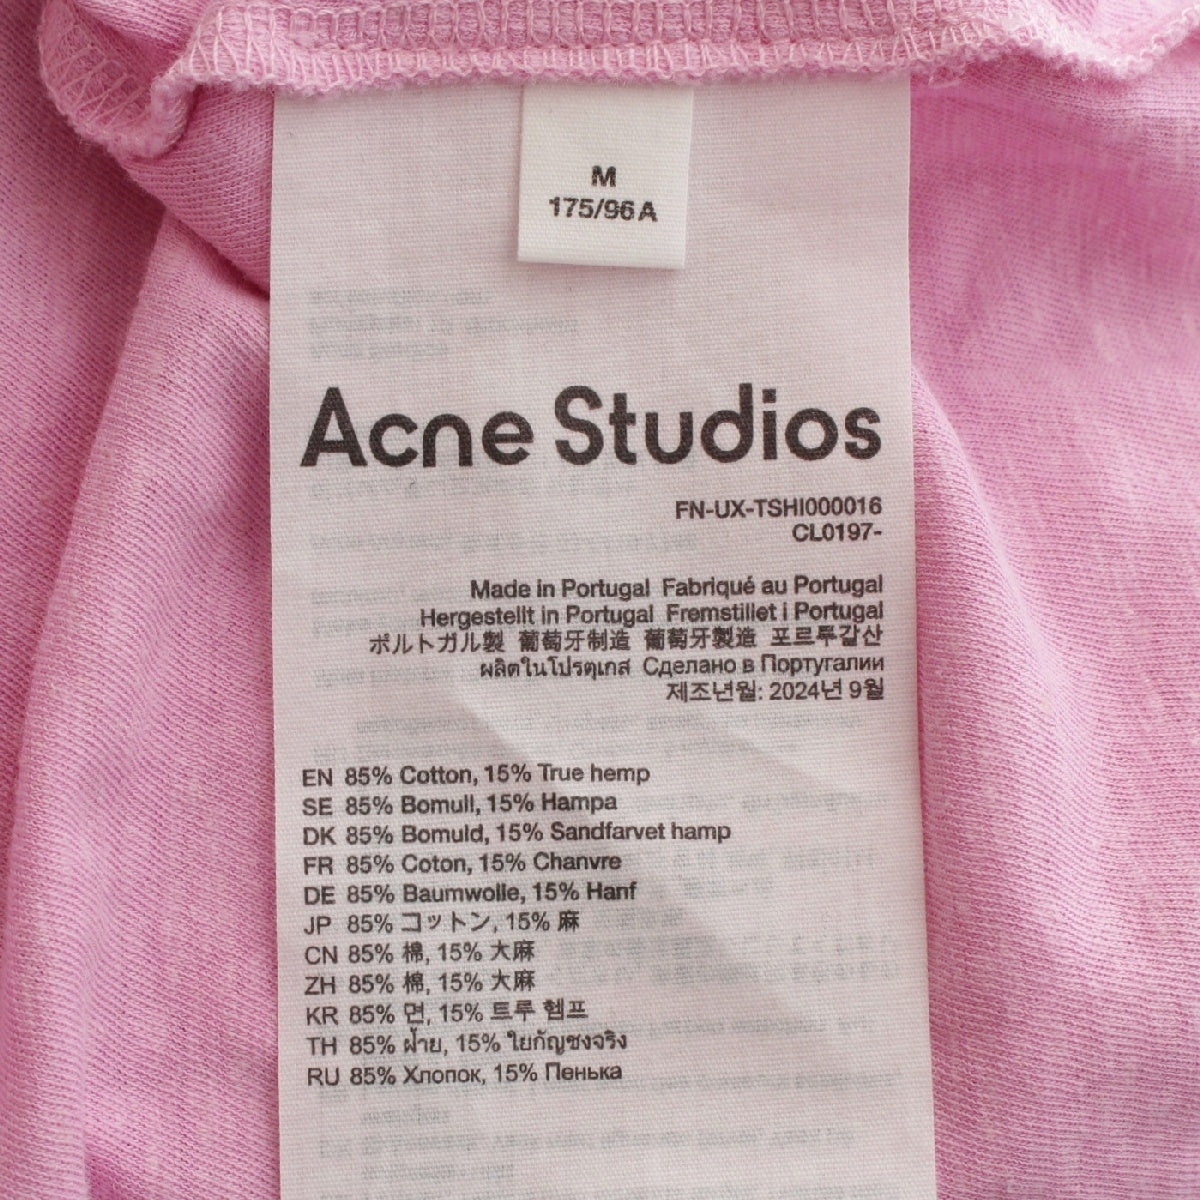 M
175/96A
Acne Studios
FN-UX-TSHI000016
CL0197-
Made in Portugal Fabriqué au Portugal
Hergestellt in Portugal Fremstillet i Portugal
ポルトガル製 葡萄牙制造 葡萄牙製造 포르투갈산
ผลิตในโปรตุเกส Сделано в Португалии
제조년월: 2024년 9월
EN 85% Cotton, 15% True hemp
SE 85% Bomull, 15% Hampa
DK 85% Bomuld, 15% Sandfarvet hamp
FR 85% Coton, 15% Chanvre
DE 85% Baumwolle, 15% Hanf
JP 85% コットン, 15% 麻
CN 85% 棉, 15% 大麻
ZH 85% 棉, 15% 大麻
KR 85% 면, 15% 트루 헴프
TH 85% ฝ้าย, 15% ใยกัญชงจริง
RU 85% Хлопок, 15% Пенька